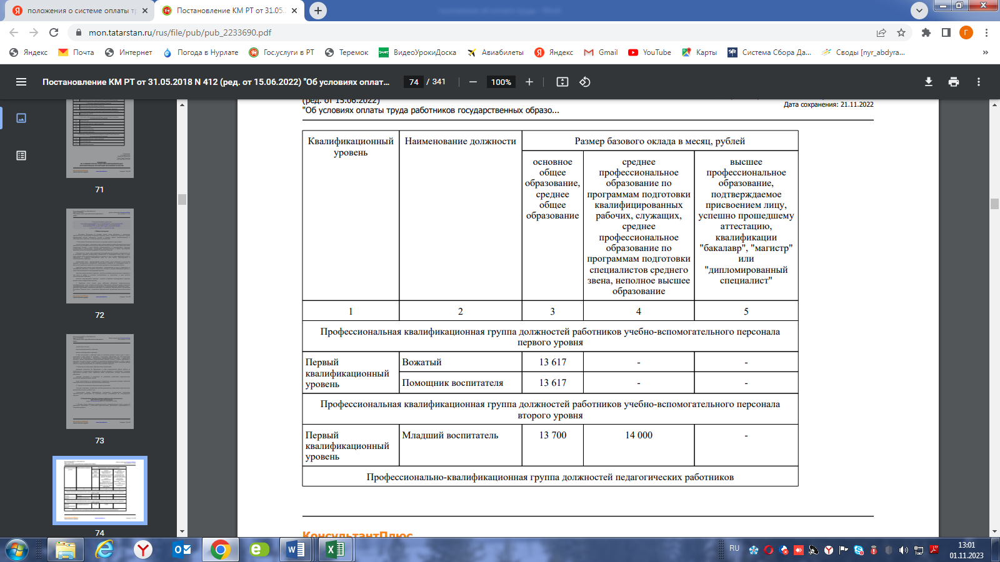 положения о системе оплаты тр
Постановление КМ РТ от 31.05.
mon.tatarstan.ru/rus/file/pub/pub_2233690.pdf
Г
Яндекс
Почта
Интернет
Погода в Нурлате
Гос.услуги в РТ
Теремок
ВидеоУрокиДоска
Авиабилеты
Яндекс
Gmail
YouTube
Карты
Система Сбора Да...
Своды [nyr_abdyra...
»
Постановление КМ РТ от 31.05.2018 N 412 (ред. от 15.06.2022) "Об условиях оплат...
74 / 341
100%
71
72
73
74
(ред. от 15.06.2022)
"Об условиях оплаты труда работников государственных образо...
Дата сохранения: 21.11.2022
Квалификационный
уровень
Наименование должности
Размер базового оклада в месяц, рублей
основное
общее
образование,
среднее
общее
образование
среднее
профессиональное
образование по
программам подготовки
квалифицированных
рабочих, служащих,
среднее
профессиональное
образование по
программам подготовки
специалистов среднего
звена, неполное высшее
образование
высшее
профессиональное
образование,
подтверждаемое
присвоением лицу,
успешно прошедшему
аттестацию,
квалификации
"бакалавр", "магистр"
или
"дипломированный
специалист"
1 2 3 4 5
Профессиональная квалификационная группа должностей работников учебно-вспомогательного персонала
первого уровня
Первый
квалификационный
уровень
Вожатый 13 617 - -
Помощник воспитателя 13 617 - -
Профессиональная квалификационная группа должностей работников учебно-вспомогательного персонала
второго уровня
Первый
квалификационный
уровень
Младший воспитатель 13 700 14 000 -
Профессионально-квалификационная группа должностей педагогических работников
КонсультантПлюс
RU
13:01
01.11.2023